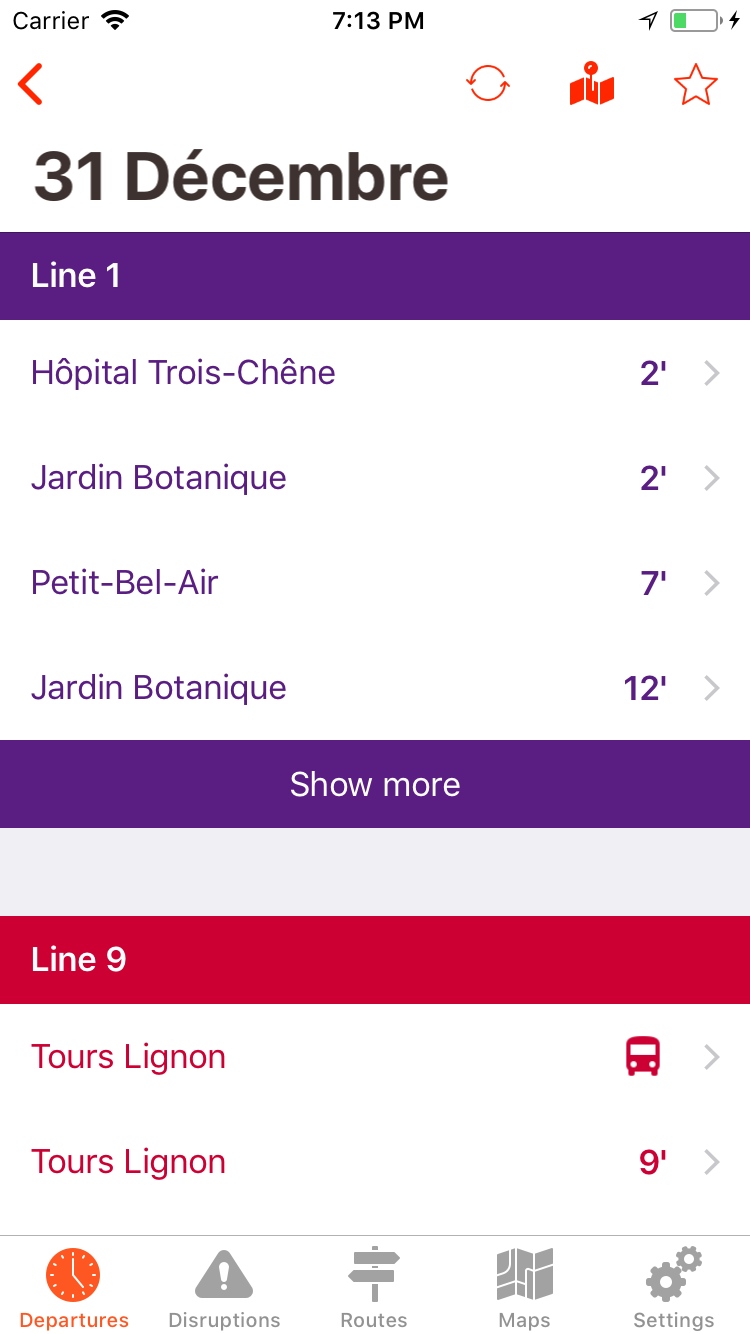 Carrier 7:13 PM
31 Décembre
Line 1
Hôpital Trois-Chêne 2'
Jardin Botanique 2'
Petit-Bel-Air 7'
Jardin Botanique 12'
Show more
Line 9
Tours Lignon
Tours Lignon 9'
Departures Disruptions Routes Maps Settings